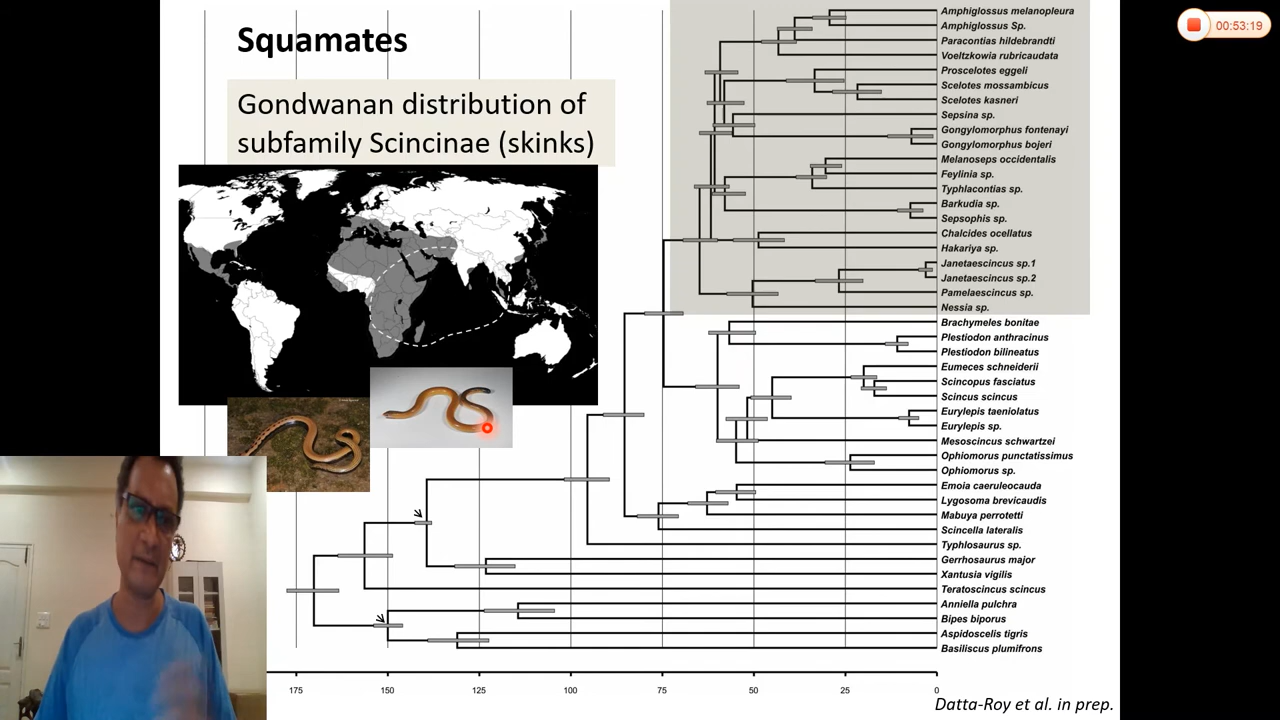 Squamates
Gondwanan distribution of
subfamily Scincinae (skinks)
00:53:19
Amphiglossus melanopleura
Amphiglossus Sp.
Paracontias hildebrandti
Voeltzkowia rubricaudata
Proscelotes eggeli
Scelotes mossambicus
Scelotes kasneri
Sepsina sp.
Gongylomorphus fontenayi
Gongylomorphus bojeri
Melanoseps occidentalis
Feylinia sp.
Typhlacontias sp.
Barkudia sp.
Sepsophis sp.
Chalcides ocellatus
Hakariya sp.
Janetaescincus sp.1
Janetaescincus sp.2
Pamelaescincus sp.
Nessia sp.
Brachymeles bonitae
Plestiodon anthracinus
Plestiodon bilineatus
Eumeces schneiderii
Scincopus fasciatus
Scincus scincus
Eurylepis taeniolatus
Eurylepis sp.
Mesoscincus schwartzei
Ophiomorus punctatissimus
Ophiomorus sp.
Emoia caeruleocauda
Lygosoma brevicaudis
Mabuya perrotetti
Scincella lateralis
Typhlosaurus sp.
Gerrhosaurus major
Xantusia vigilis
Teratoscincus scincus
Anniella pulchra
Bipes biporus
Aspidoscelis tigris
Basiliscus plumifrons
175 150 125 100 75 50 25 0
Datta-Roy et al. in prep.